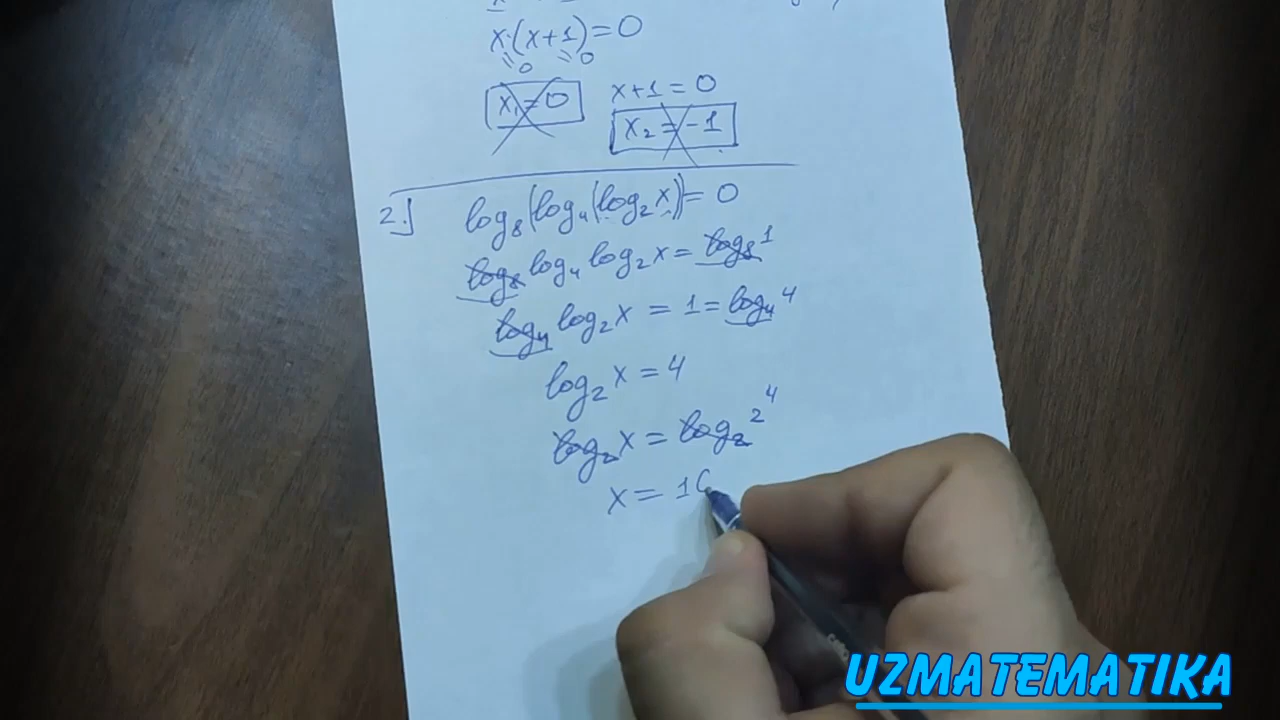 x·(x+1)=0
=0 =0
x₁=0 x+1=0
x₂=-1
2.] log₈(log₄(log₂x))=0
log₈ log₄ log₂x = log₈1
log₄ log₂x = 1 = log₄4
log₂x = 4
log₂x = log₂2⁴
x = 16
UZMATEMATIKA